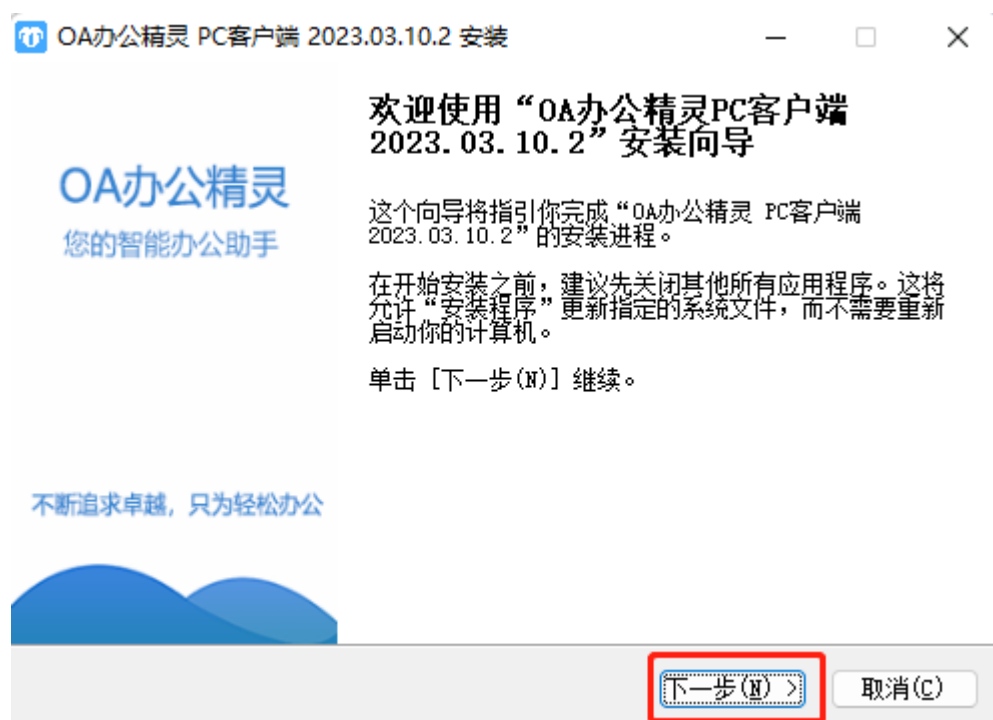 OA办公精灵 PC客户端 2023.03.10.2 安装
欢迎使用“OA办公精灵PC客户端
2023.03.10.2”安装向导
OA办公精灵
您的智能办公助手
这个向导将指引你完成“OA办公精灵 PC客户端
2023.03.10.2”的安装进程。
在开始安装之前，建议先关闭其他所有应用程序。这将
允许“安装程序”更新指定的系统文件，而不需要重新
启动你的计算机。
单击 [下一步(N)] 继续。
不断追求卓越，只为轻松办公
下一步(N) >
取消(C)